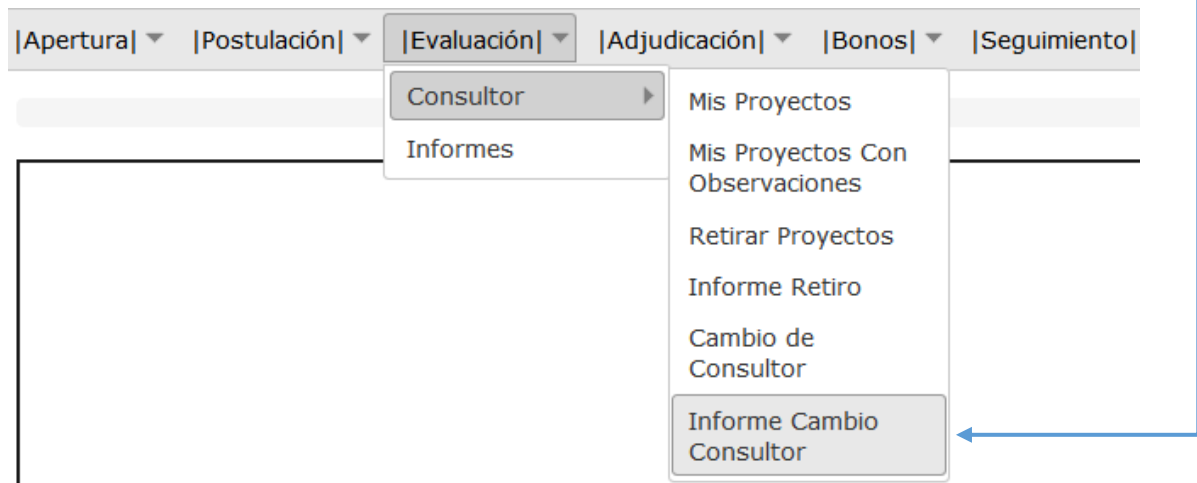 |Apertura| |Postulación| |Evaluación| |Adjudicación| |Bonos| |Seguimiento|
Consultor
Informes
Mis Proyectos
Mis Proyectos Con
Observaciones
Retirar Proyectos
Informe Retiro
Cambio de
Consultor
Informe Cambio
Consultor